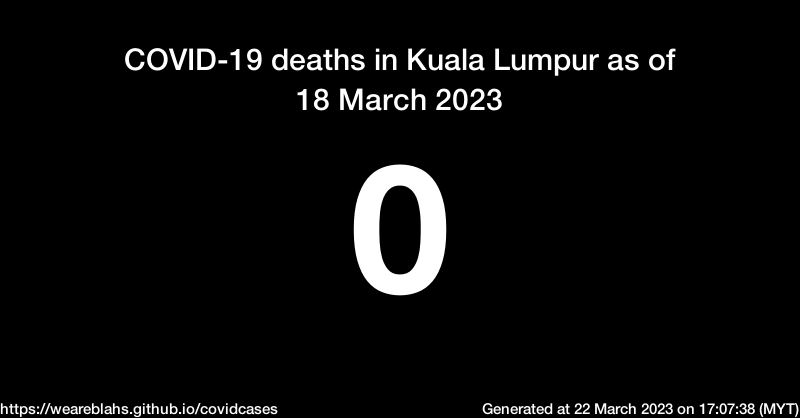 COVID-19 deaths in Kuala Lumpur as of
18 March 2023
0
https://weareblahs.github.io/covidcases
Generated at 22 March 2023 on 17:07:38 (MYT)